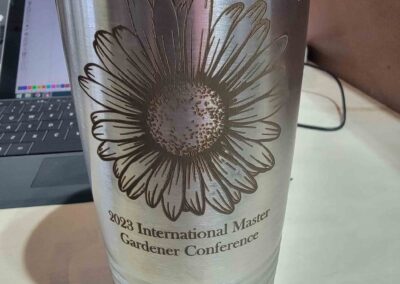 2023 International Master
Gardener Conference